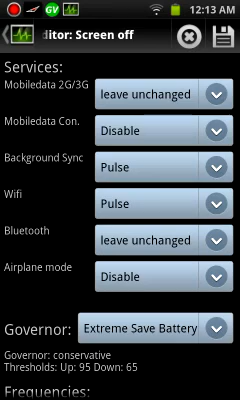 GV
12:13 AM
ditor: Screen off
Services:
Mobiledata 2G/3G
leave unchanged
Mobiledata Con.
Disable
Background Sync
Pulse
Wifi
Pulse
Bluetooth
leave unchanged
Airplane mode
Disable
Governor:
Extreme Save Battery
Governor: conservative
Thresholds: Up: 95 Down: 65
Frequencies: